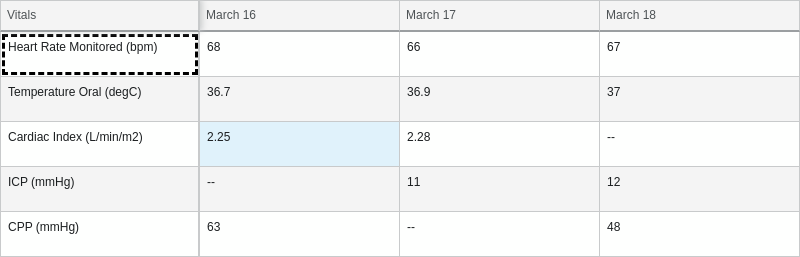 Vitals March 16 March 17 March 18
Heart Rate Monitored (bpm) 68 66 67
Temperature Oral (degC) 36.7 36.9 37
Cardiac Index (L/min/m2) 2.25 2.28 --
ICP (mmHg) -- 11 12
CPP (mmHg) 63 -- 48